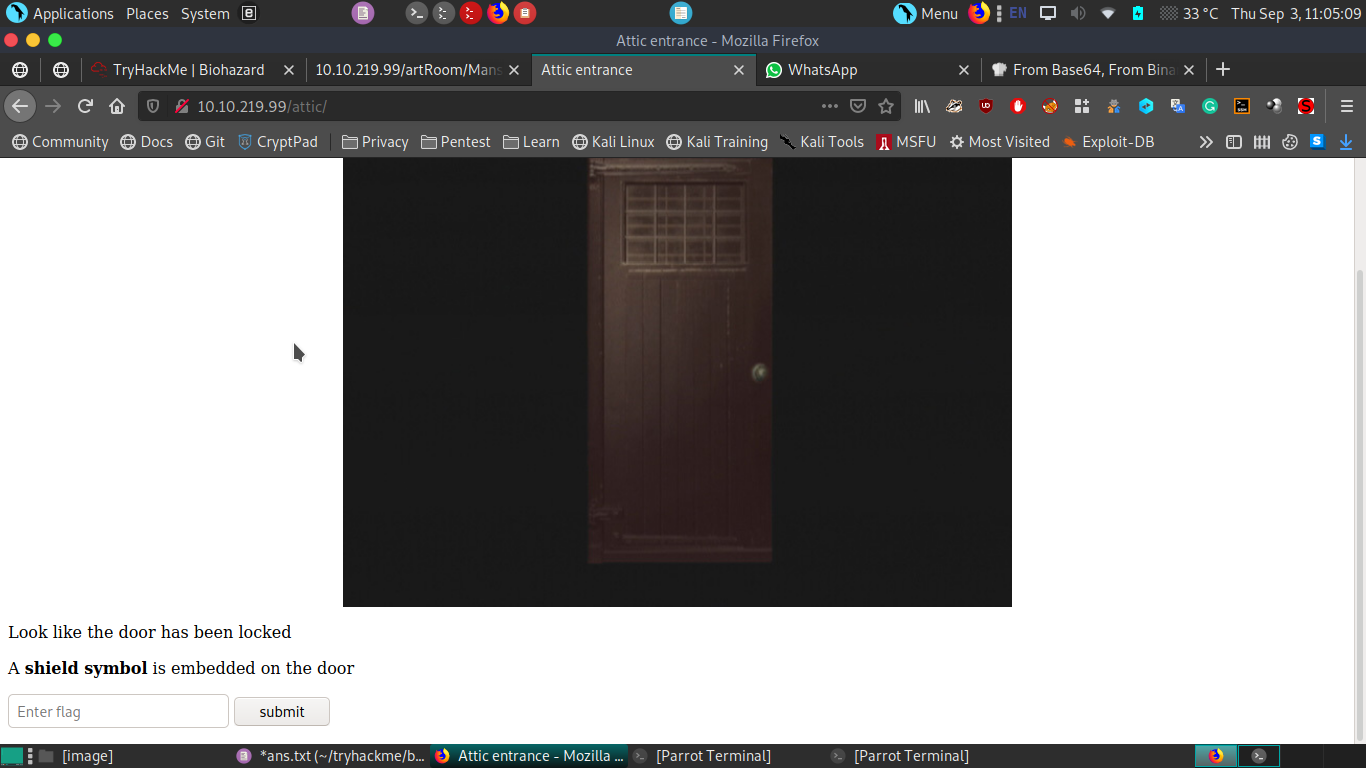 Applications Places System Menu EN 33 °C Thu Sep 3, 11:05:09
Attic entrance - Mozilla Firefox
TryHackMe | Biohazard 10.10.219.99/artRoom/Mans Attic entrance WhatsApp From Base64, From Bina
10.10.219.99/attic/
Community Docs Git CryptPad Privacy Pentest Learn Kali Linux Kali Training Kali Tools MSFU Most Visited Exploit-DB
Look like the door has been locked
A shield symbol is embedded on the door
Enter flag submit
[image] *ans.txt (~/tryhackme/b... Attic entrance - Mozilla ... [Parrot Terminal] [Parrot Terminal]